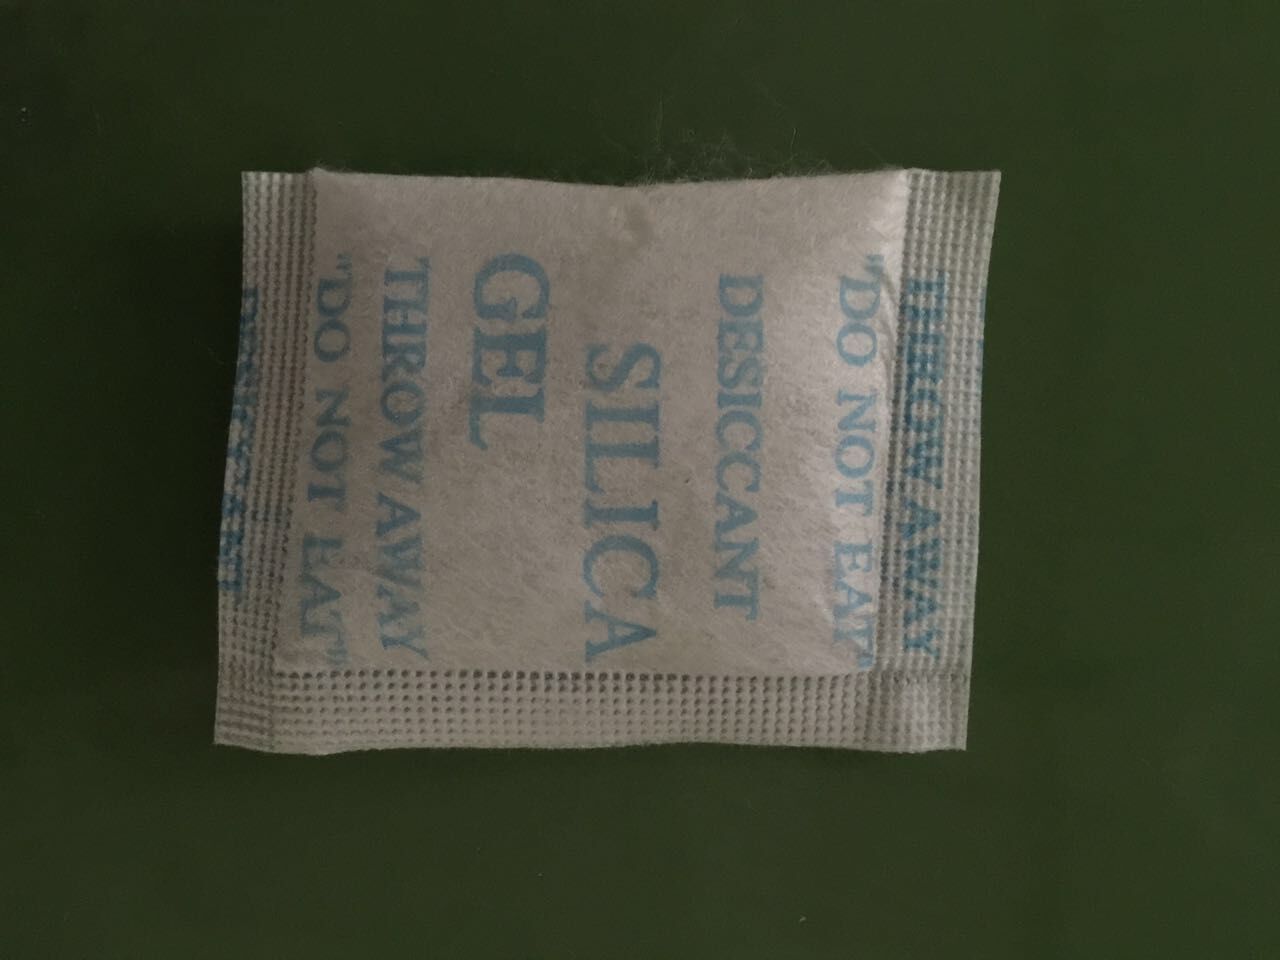 THROW AWAY
"DO NOT EAT"
DESICCANT
SILICA
GEL
THROW AWAY
"DO NOT EAT"